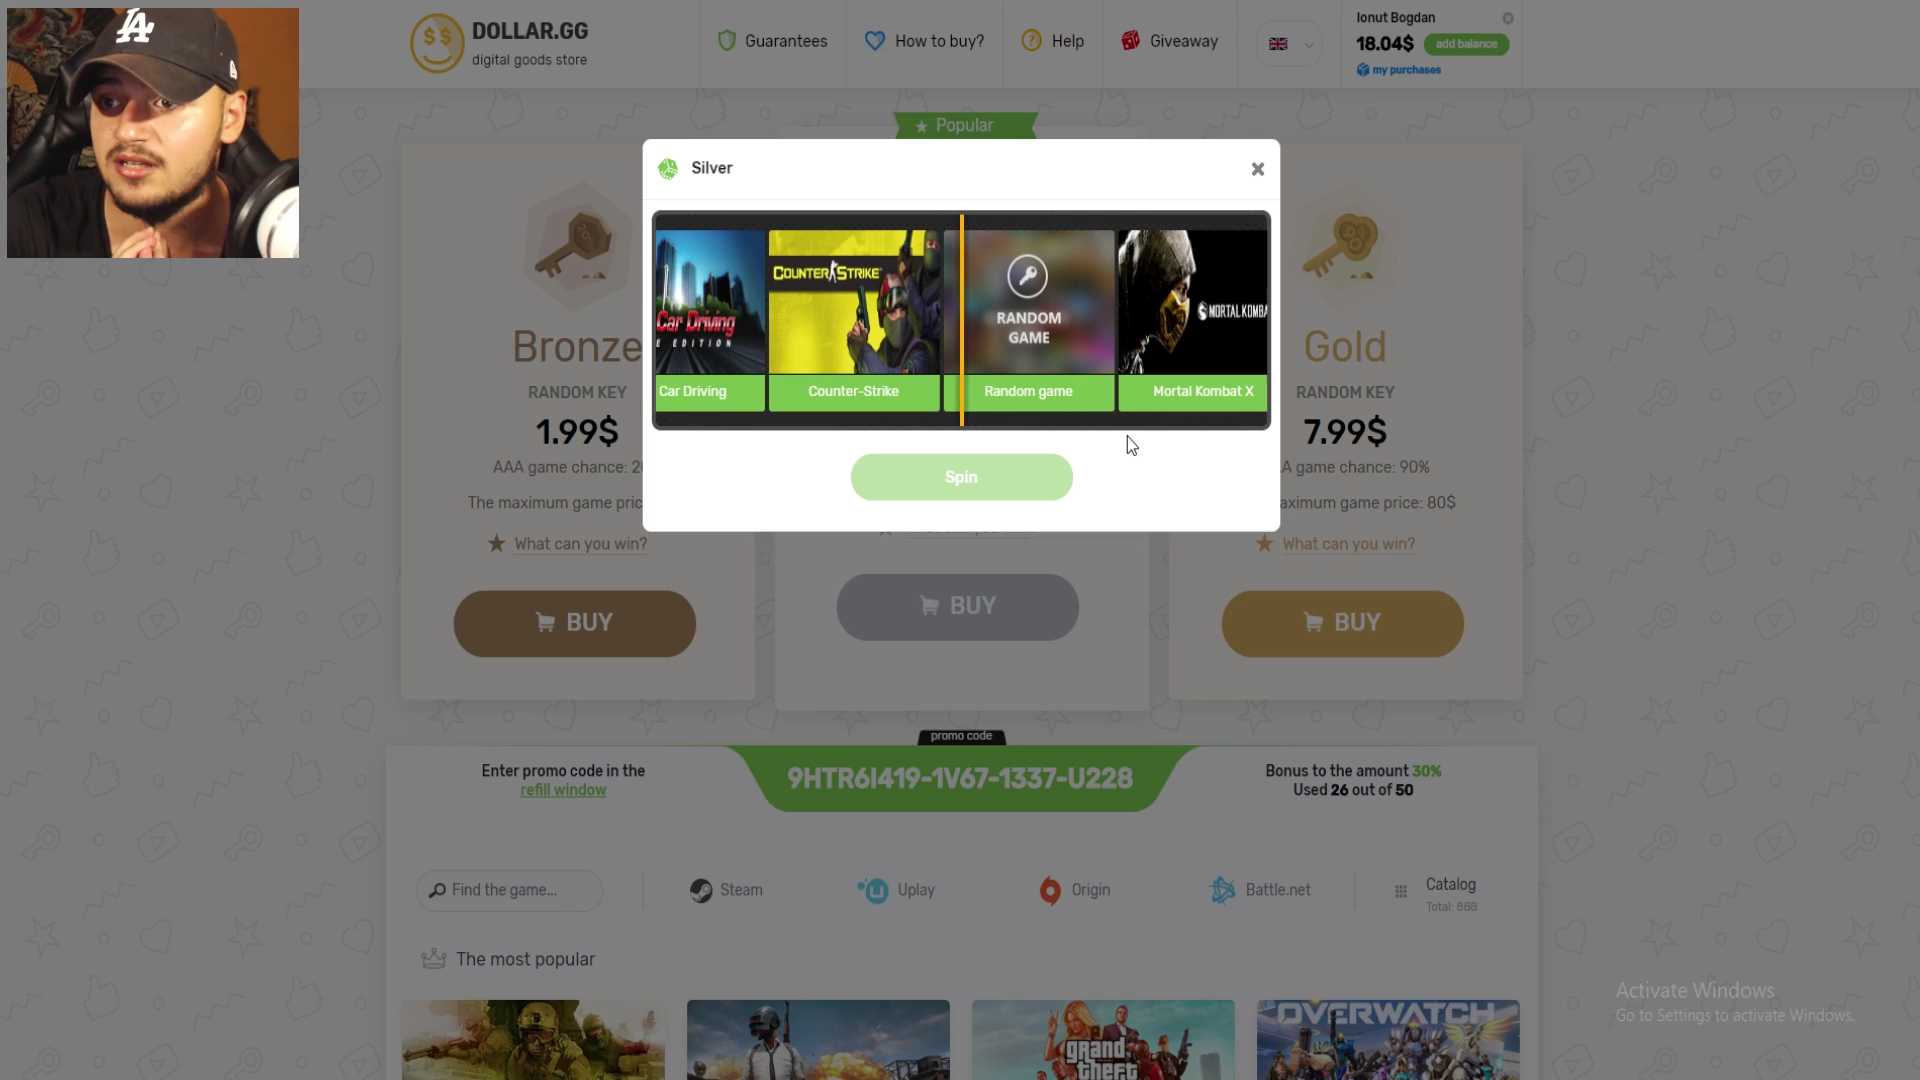 LA
DOLLAR.GG
digital goods store
Guarantees
How to buy?
Help
Giveaway
Ionut Bogdan
18.04$
add balance
my purchases
Popular
Silver
Car Driving
E EDITION
COUNTER STRIKE
RANDOM
GAME
MORTAL KOMBA
Car Driving
Counter-Strike
Random game
Mortal Kombat X
Spin
Bronze
RANDOM KEY
1.99$
AAA game chance: 2
The maximum game pric
What can you win?
BUY
BUY
Gold
RANDOM KEY
7.99$
A game chance: 90%
aximum game price: 80$
What can you win?
BUY
promo code
Enter promo code in the
refill window
9HTR6I419-1V67-1337-U228
Bonus to the amount 30%
Used 26 out of 50
Find the game...
Steam
Uplay
Origin
Battle.net
Catalog
Total: 888
The most popular
grand
theft
OVERWATCH
Activate Windows
Go to Settings to activate Windows.